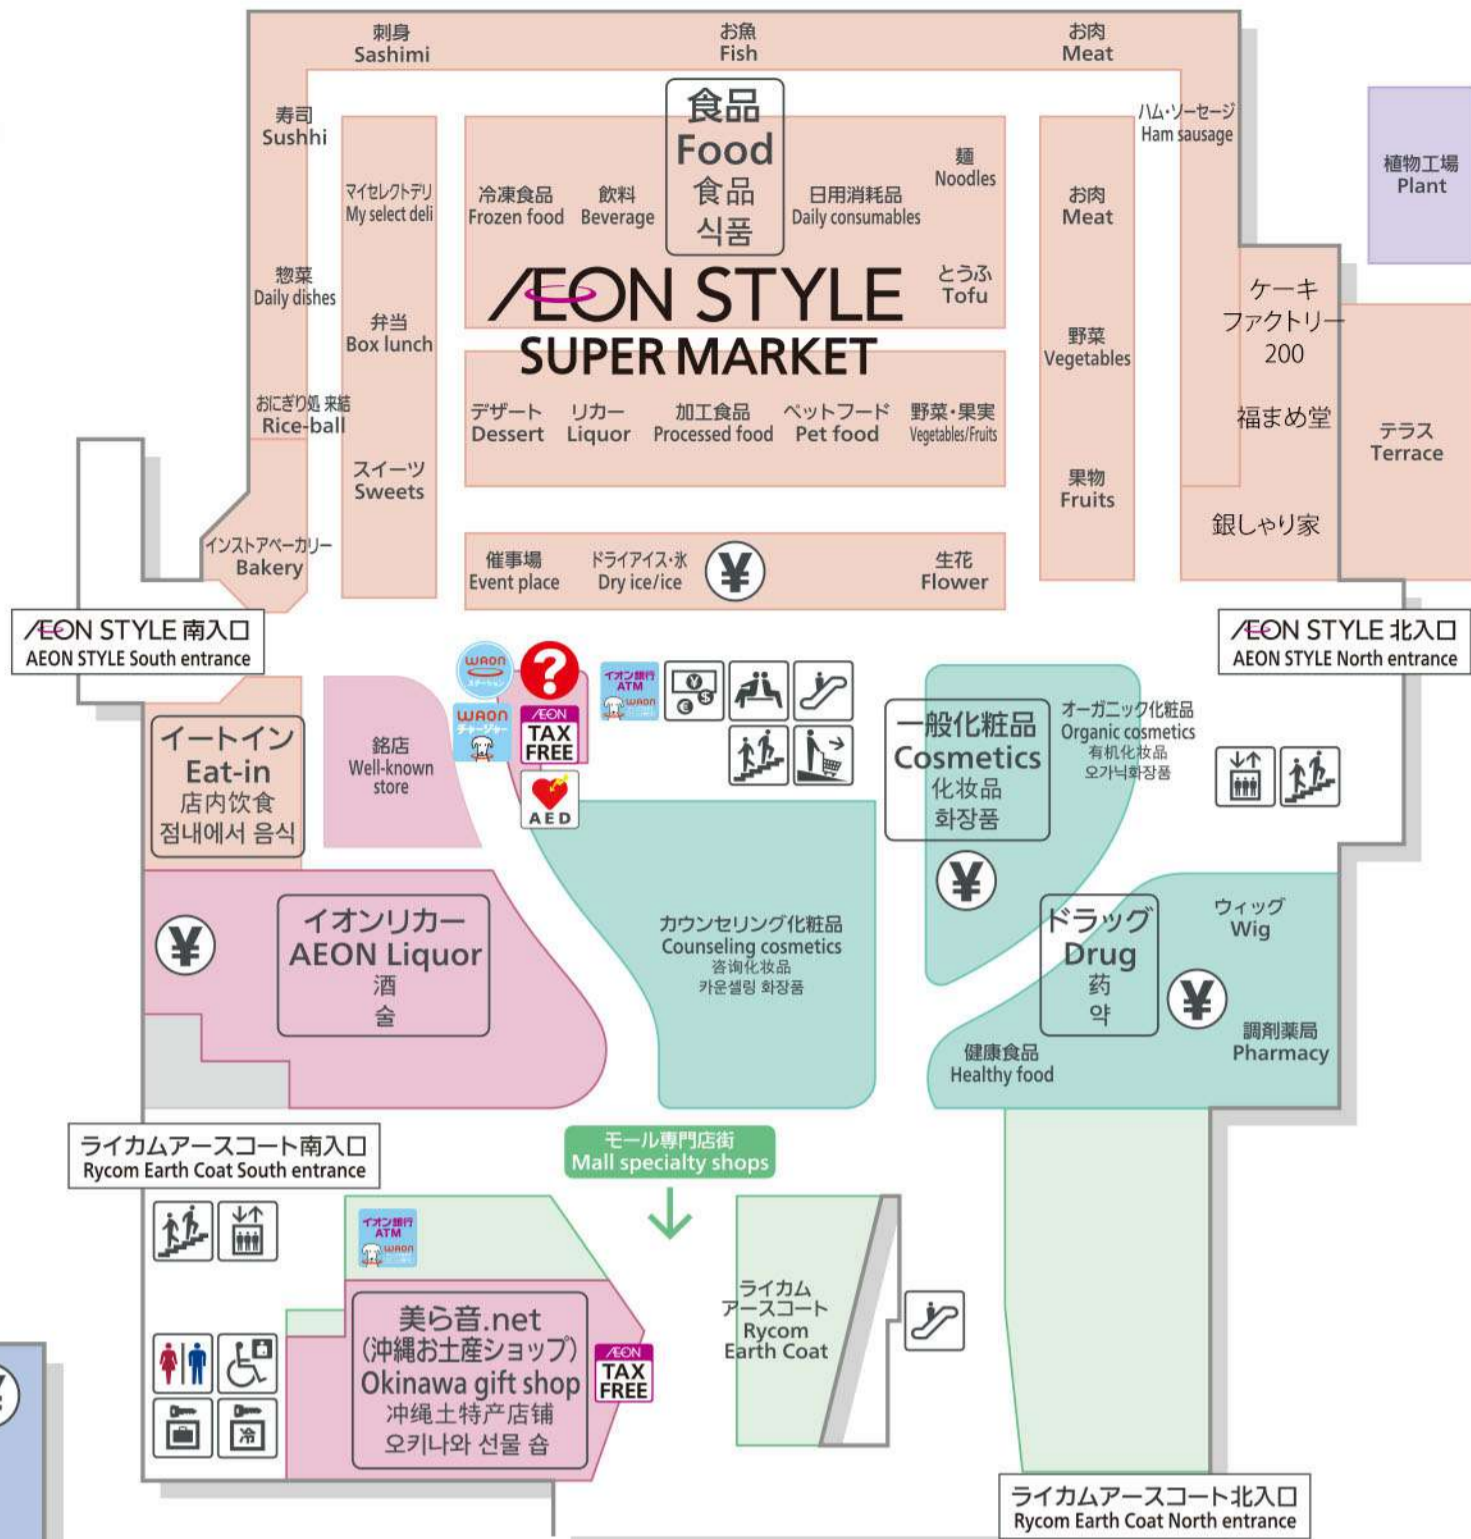 刺身
Sashimi
お魚
Fish
お肉
Meat
寿司
Sushhi
ハム・ソーセージ
Ham sausage
食品
Food
食品
식품
麺
Noodles
植物工場
Plant
マイセレクトデリ
My select deli
冷凍食品
Frozen food
飲料
Beverage
日用消耗品
Daily consumables
お肉
Meat
惣菜
Daily dishes
とうふ
Tofu
ÆON STYLE
SUPER MARKET
ケーキ
ファクトリー
200
弁当
Box lunch
野菜
Vegetables
おにぎり処 来結
Rice-ball
デザート
Dessert
リカー
Liquor
加工食品
Processed food
ペットフード
Pet food
野菜・果実
Vegetables/Fruits
福まめ堂
テラス
Terrace
スイーツ
Sweets
果物
Fruits
銀しゃり家
インストアベーカリー
Bakery
催事場
Event place
ドライアイス・氷
Dry ice/ice
¥
生花
Flower
ÆON STYLE 南入口
AEON STYLE South entrance
ÆON STYLE 北入口
AEON STYLE North entrance
WAON
ステーション
?
イオン銀行
ATM
WAON
¥
$
€
WAON
チャージャー
ÆON
TAX
FREE
AED
イートイン
Eat-in
店内饮食
점내에서 음식
銘店
Well-known
store
一般化粧品
Cosmetics
化妆品
화장품
オーガニック化粧品
Organic cosmetics
有机化妆品
오가닉화장품
¥
イオンリカー
AEON Liquor
酒
술
¥
カウンセリング化粧品
Counseling cosmetics
咨询化妆品
카운셀링 화장품
ドラッグ
Drug
药
약
ウィッグ
Wig
¥
調剤薬局
Pharmacy
健康食品
Healthy food
ライカムアースコート南入口
Rycom Earth Coat South entrance
モール専門店街
Mall specialty shops
イオン銀行
ATM
WAON
ライカム
アースコート
Rycom
Earth Coat
美ら音.net
(沖縄お土産ショップ)
Okinawa gift shop
冲绳土特产店铺
오키나와 선물 숍
ÆON
TAX
FREE
冷
ライカムアースコート北入口
Rycom Earth Coat North entrance